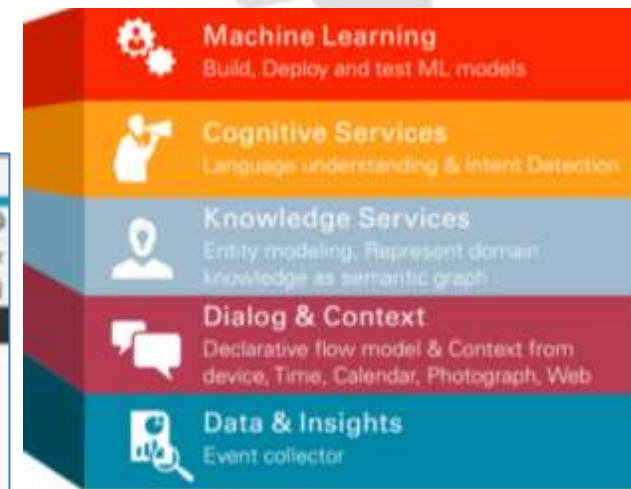 Machine Learning
Build, Deploy and test ML models
Cognitive Services
Language understanding & Intent Detection
Knowledge Services
Entity modeling, Represent domain
knowledge as semantic graph
Dialog & Context
Declarative flow model & Context from
device, Time, Calendar, Photograph, Web
Data & Insights
Event collector